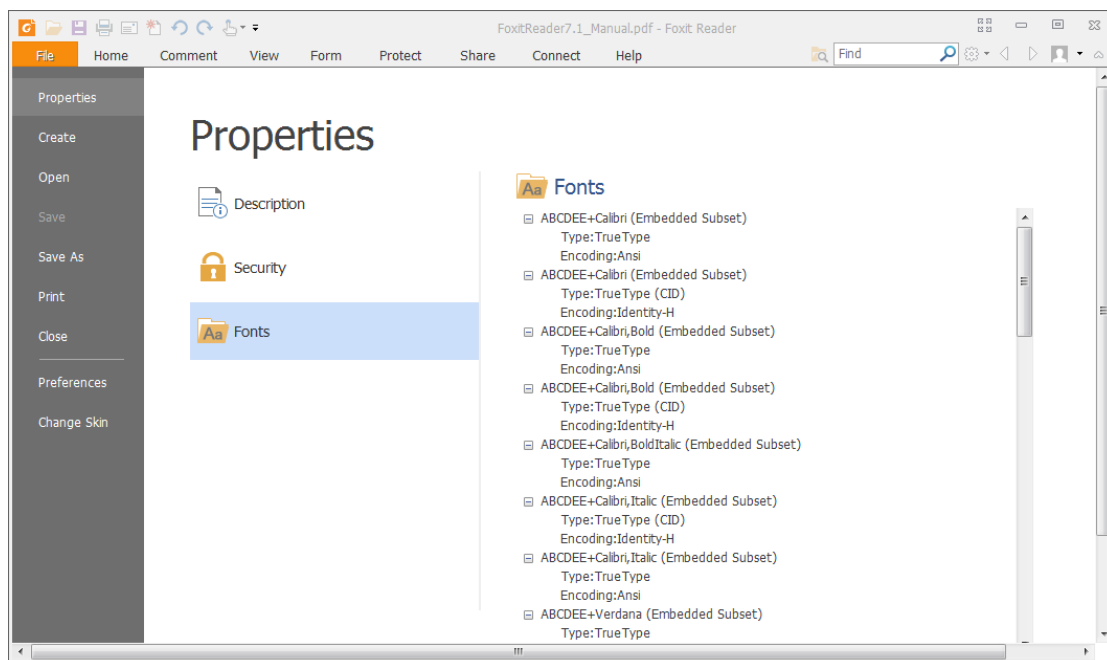 FoxitReader7.1_Manual.pdf - Foxit Reader
File Home Comment View Form Protect Share Connect Help Find
Properties
Create
Open
Save
Save As
Print
Close
Preferences
Change Skin
Properties
Description
Security
Aa Fonts
Aa Fonts
ABCDEE+Calibri (Embedded Subset)
Type:TrueType
Encoding:Ansi
ABCDEE+Calibri (Embedded Subset)
Type:TrueType (CID)
Encoding:Identity-H
ABCDEE+Calibri,Bold (Embedded Subset)
Type:TrueType
Encoding:Ansi
ABCDEE+Calibri,Bold (Embedded Subset)
Type:TrueType (CID)
Encoding:Identity-H
ABCDEE+Calibri,BoldItalic (Embedded Subset)
Type:TrueType
Encoding:Ansi
ABCDEE+Calibri,Italic (Embedded Subset)
Type:TrueType (CID)
Encoding:Identity-H
ABCDEE+Calibri,Italic (Embedded Subset)
Type:TrueType
Encoding:Ansi
ABCDEE+Verdana (Embedded Subset)
Type:TrueType